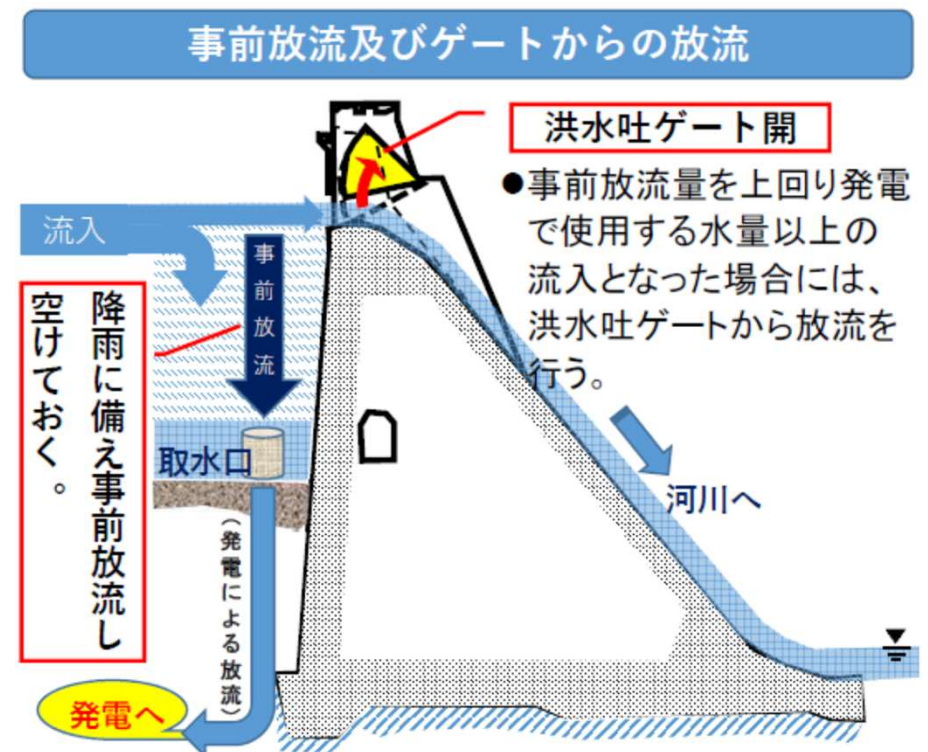 事前放流及びゲートからの放流
洪水吐ゲート開
●事前放流量を上回り発電
で使用する水量以上の
流入となった場合には、
洪水吐ゲートから放流を
行う。
流入
事前放流
降雨に備え事前放流し
空けておく。
取水口
河川へ
（発電による放流）
発電へ